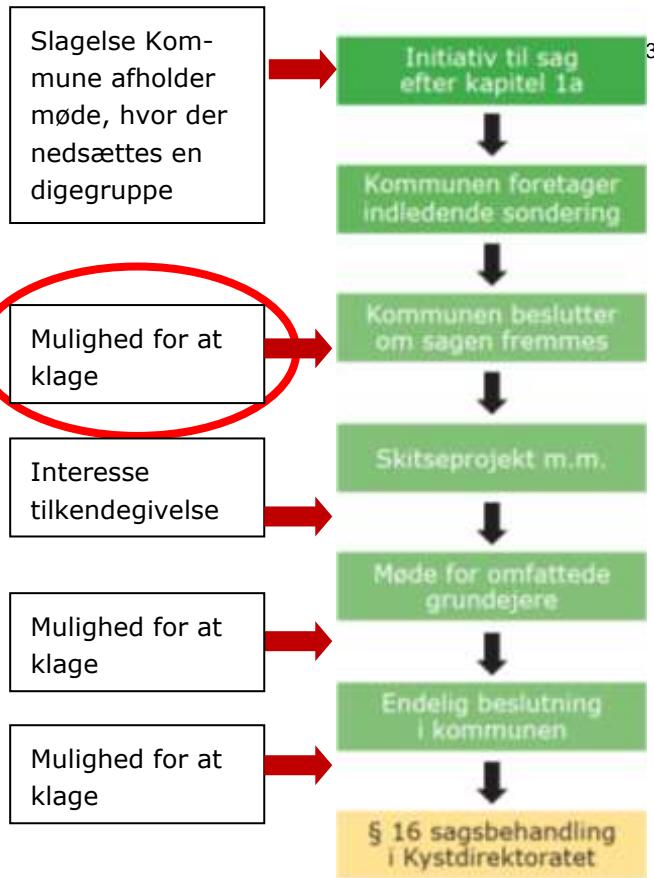 Slagelse Kom-
mune afholder
møde, hvor der
nedsættes en
digegruppe
Initiativ til sag
efter kapitel 1a
3
Kommunen foretager
indledende sondering
Mulighed for at
klage
Kommunen beslutter
om sagen fremmes
Interesse
tilkendegivelse
Skitseprojekt m.m.
Møde for omfattede
grundejere
Mulighed for at
klage
Endelig beslutning
i kommunen
Mulighed for at
klage
§ 16 sagsbehandling
i Kystdirektoratet